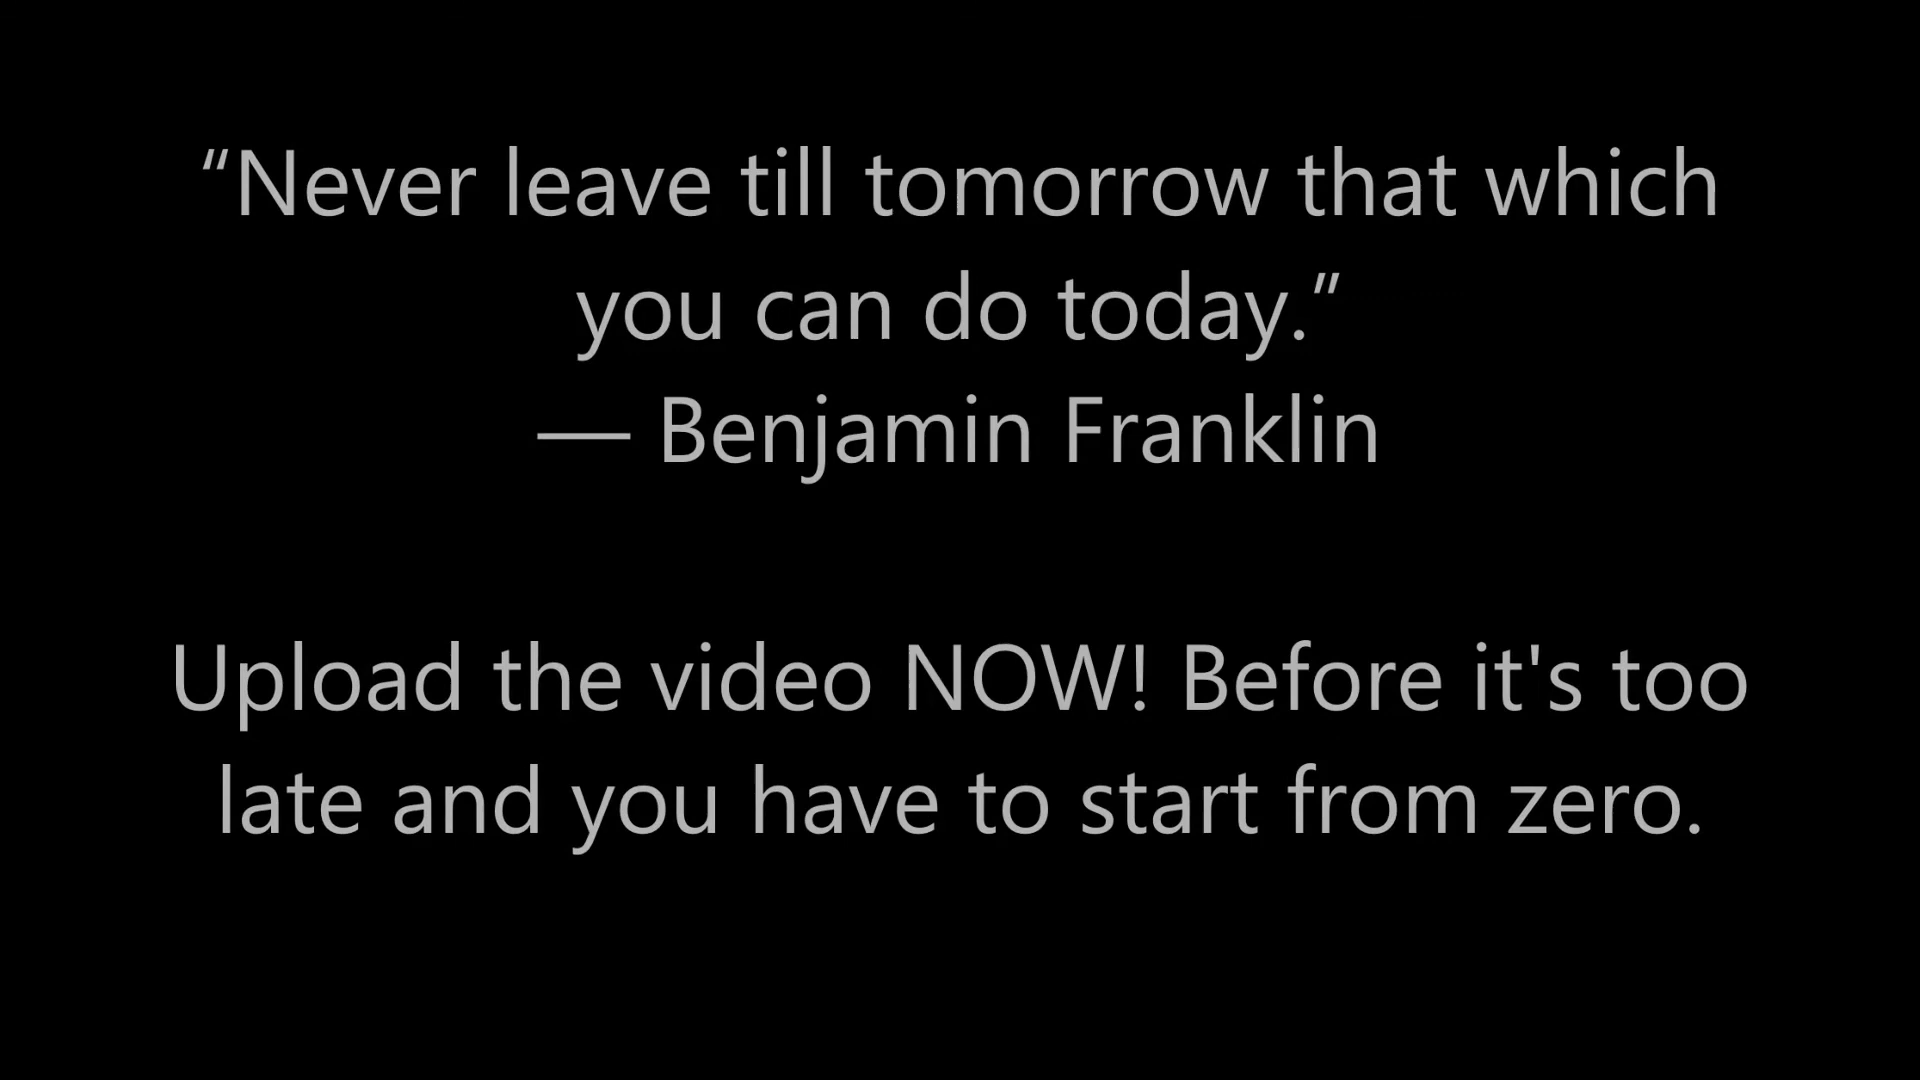 “Never leave till tomorrow that which
you can do today.”
— Benjamin Franklin
Upload the video NOW! Before it's too
late and you have to start from zero.